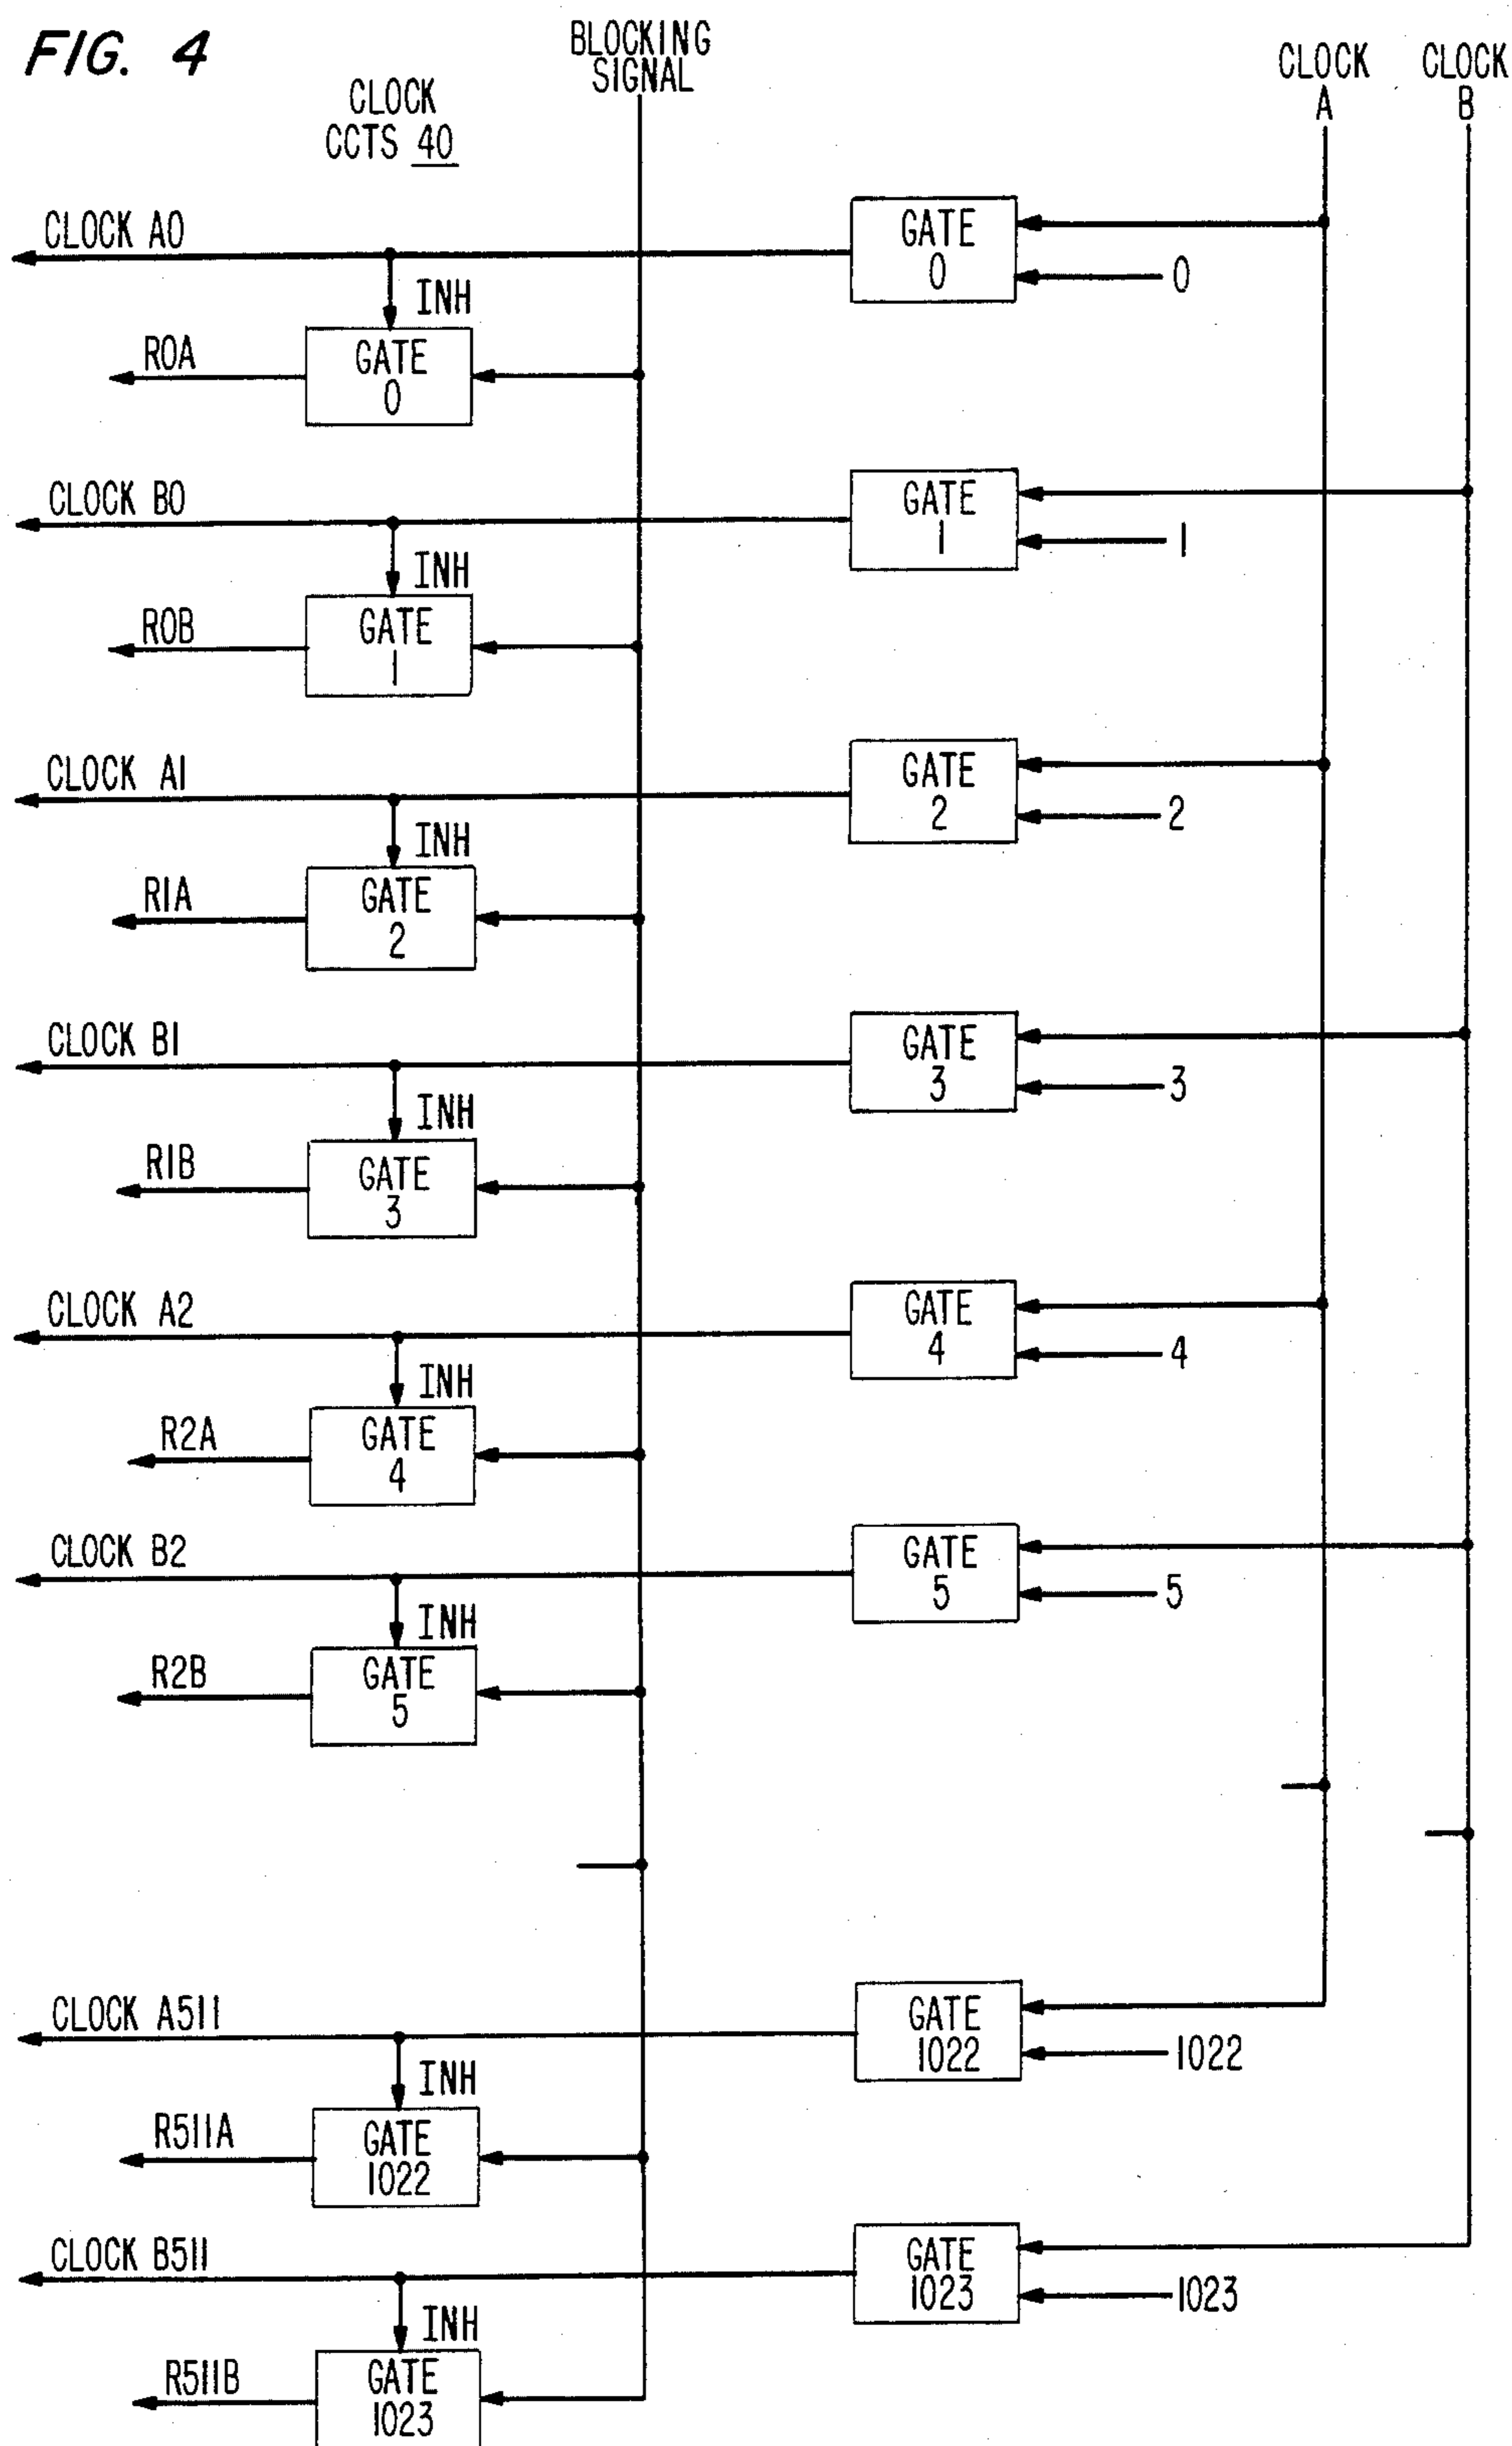 FIG. 4
CLOCK
CCTS 40
BLOCKING
SIGNAL
CLOCK
A
CLOCK
B
CLOCK A0
GATE
0
0
INH
R0A
GATE
0
CLOCK B0
GATE
1
1
INH
R0B
GATE
1
CLOCK A1
GATE
2
2
INH
R1A
GATE
2
CLOCK B1
GATE
3
3
INH
R1B
GATE
3
CLOCK A2
GATE
4
4
INH
R2A
GATE
4
CLOCK B2
GATE
5
5
INH
R2B
GATE
5
CLOCK A511
GATE
1022
1022
INH
R511A
GATE
1022
CLOCK B511
GATE
1023
1023
INH
R511B
GATE
1023